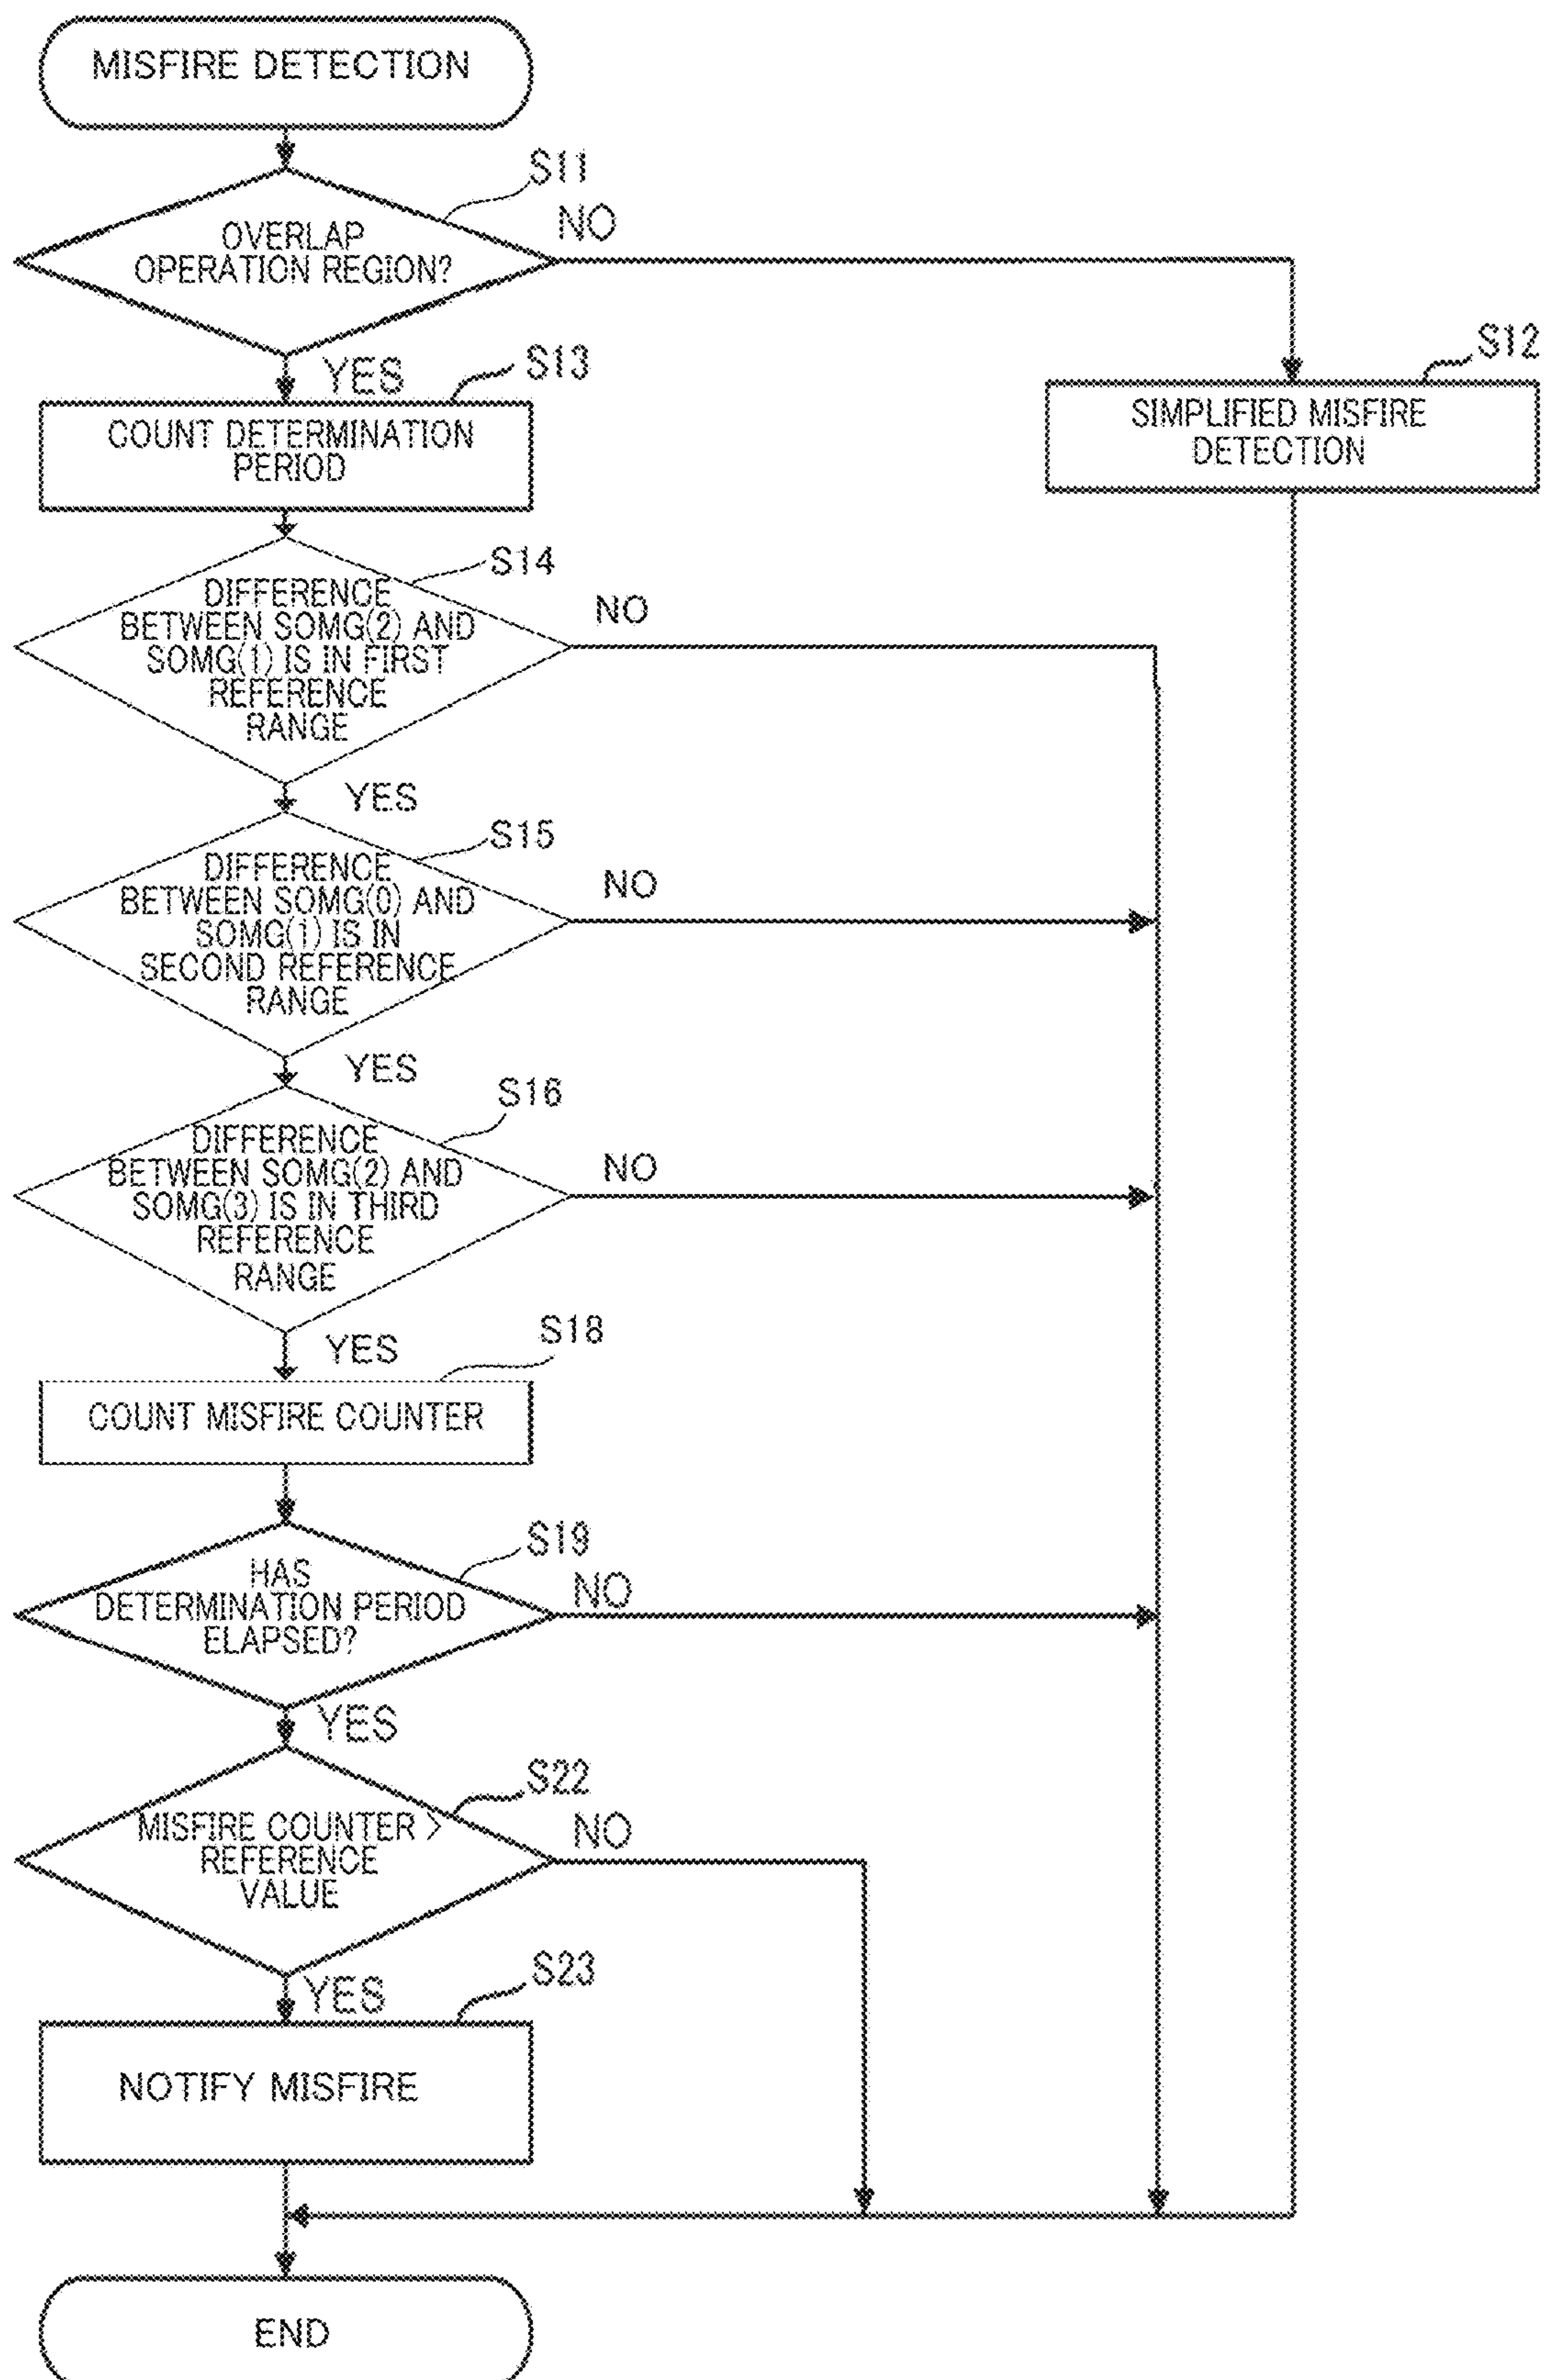 MISFIRE DETECTION
S11
NO
OVERLAP
OPERATION REGION?
YES
S13
S12
COUNT DETERMINATION
PERIOD
SIMPLIFIED MISFIRE
DETECTION
S14
NO
DIFFERENCE
BETWEEN SOMG(2) AND
SOMG(1) IS IN FIRST
REFERENCE
RANGE
YES
S15
NO
DIFFERENCE
BETWEEN SOMG(0) AND
SOMG(1) IS IN
SECOND REFERENCE
RANGE
YES
S16
NO
DIFFERENCE
BETWEEN SOMG(2) AND
SOMG(3) IS IN THIRD
REFERENCE
RANGE
YES
S18
COUNT MISFIRE COUNTER
S19
NO
HAS
DETERMINATION PERIOD
ELAPSED?
YES
S22
NO
MISFIRE COUNTER >
REFERENCE
VALUE
YES
S23
NOTIFY MISFIRE
END